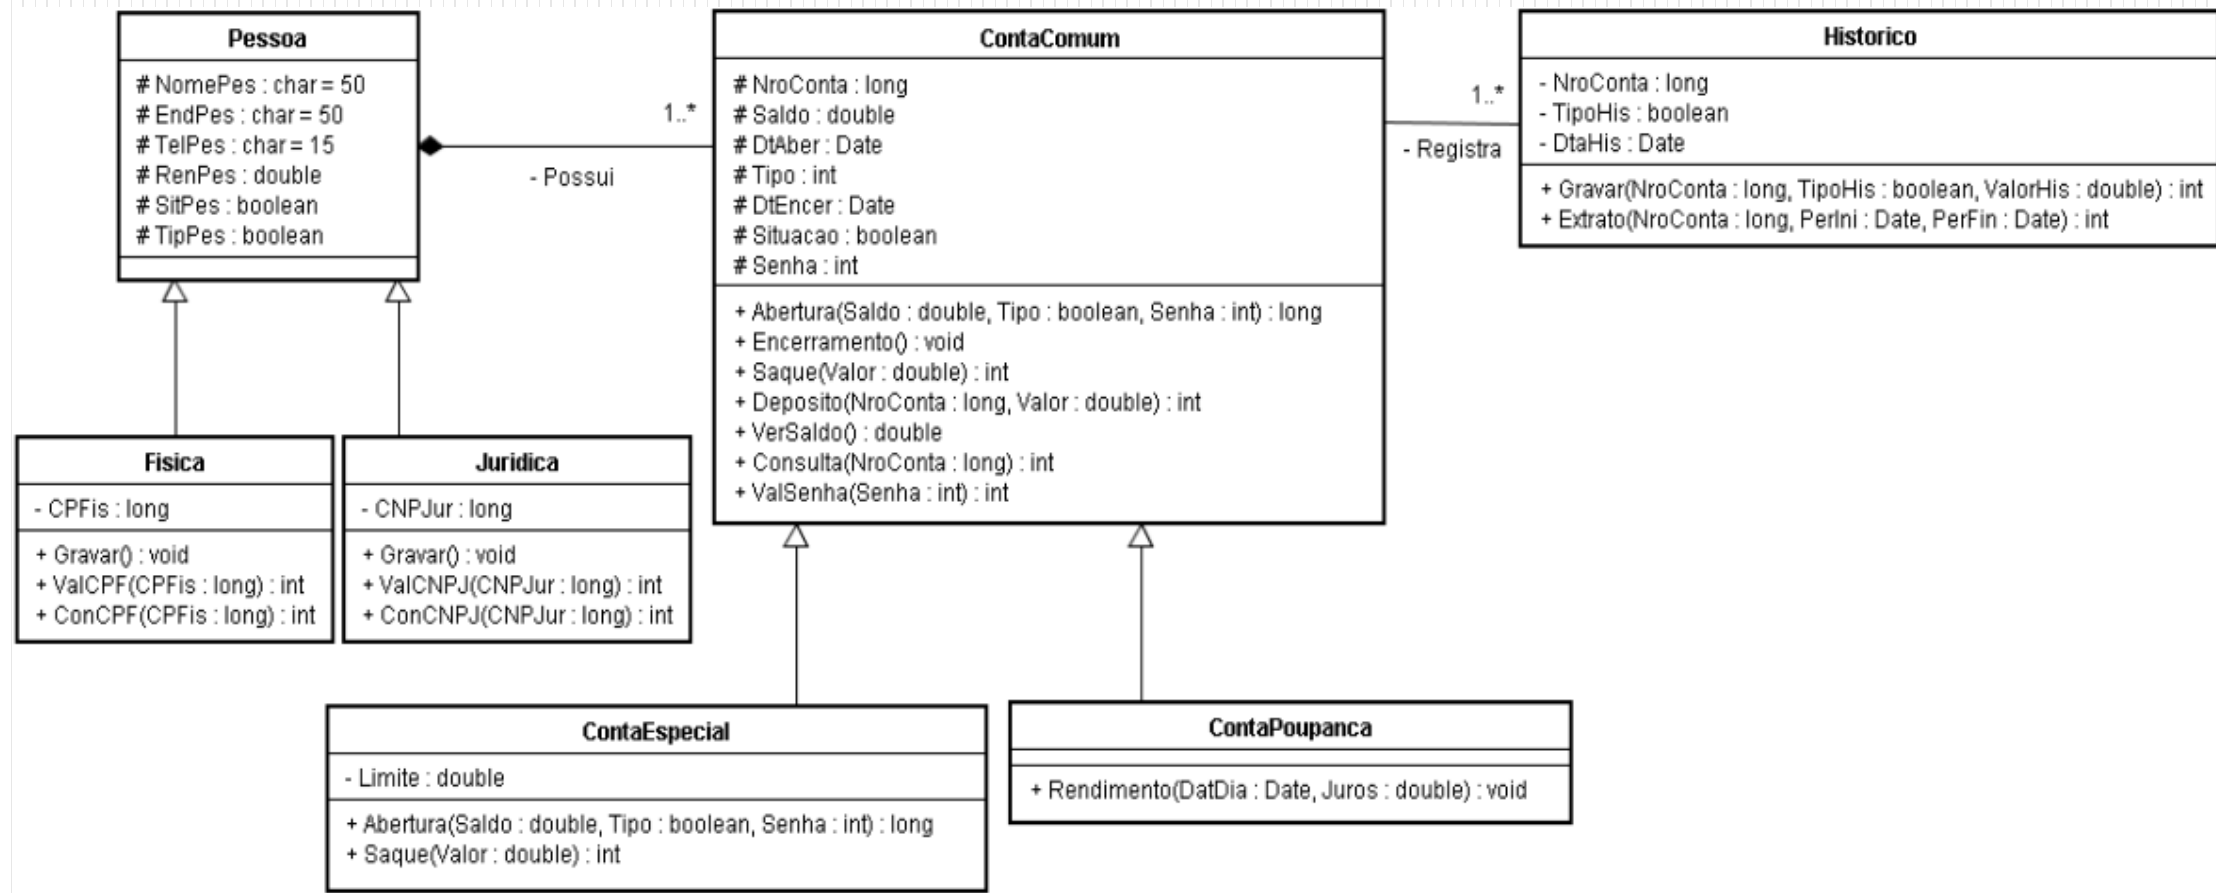 Pessoa
# NomePes : char = 50
# EndPes : char = 50
# TelPes : char = 15
# RenPes : double
# SitPes : boolean
# TipPes : boolean
1..*
- Possui
ContaComum
# NroConta : long
# Saldo : double
# DtAber : Date
# Tipo : int
# DtEncer : Date
# Situacao : boolean
# Senha : int
+ Abertura(Saldo : double, Tipo : boolean, Senha : int) : long
+ Encerramento() : void
+ Saque(Valor : double) : int
+ Deposito(NroConta : long, Valor : double) : int
+ VerSaldo() : double
+ Consulta(NroConta : long) : int
+ ValSenha(Senha : int) : int
1..*
- Registra
Historico
- NroConta : long
- TipoHis : boolean
- DtaHis : Date
+ Gravar(NroConta : long, TipoHis : boolean, ValorHis : double) : int
+ Extrato(NroConta : long, PerIni : Date, PerFin : Date) : int
Fisica
- CPFis : long
+ Gravar() : void
+ ValCPF(CPFis : long) : int
+ ConCPF(CPFis : long) : int
Juridica
- CNPJur : long
+ Gravar() : void
+ ValCNPJ(CNPJur : long) : int
+ ConCNPJ(CNPJur : long) : int
ContaEspecial
- Limite : double
+ Abertura(Saldo : double, Tipo : boolean, Senha : int) : long
+ Saque(Valor : double) : int
ContaPoupanca
+ Rendimento(DatDia : Date, Juros : double) : void